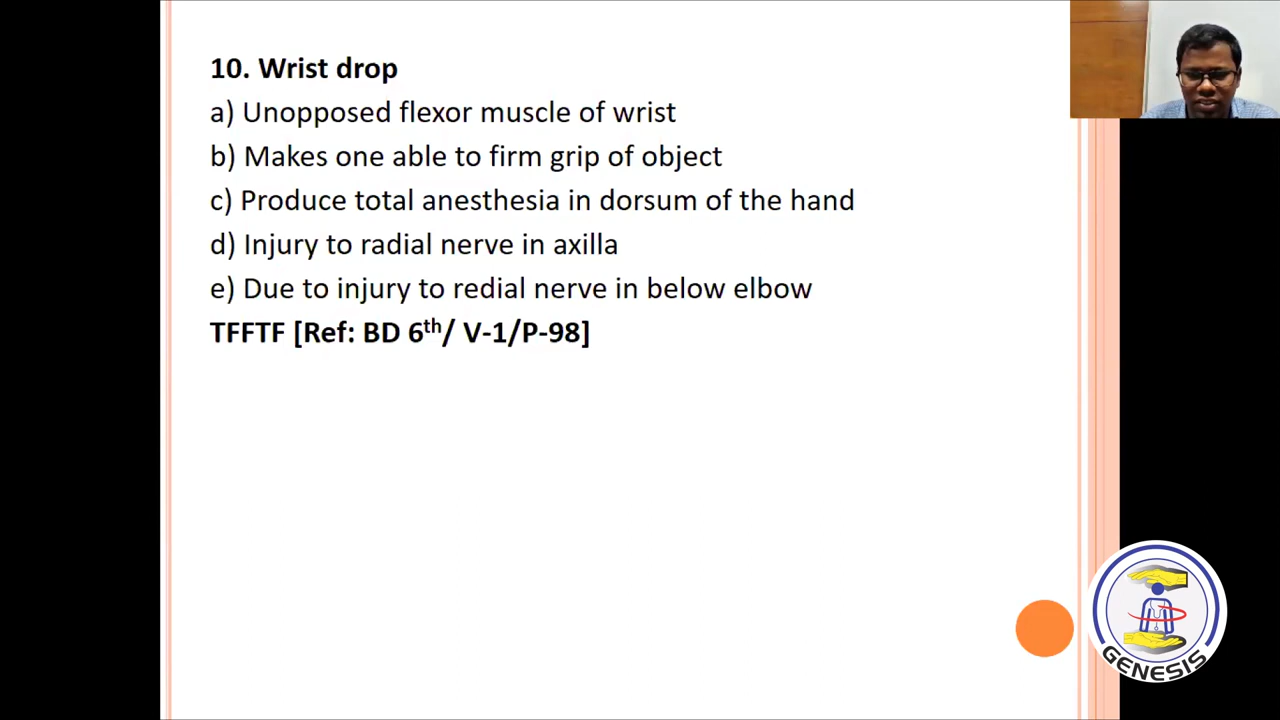 10. Wrist drop
a) Unopposed flexor muscle of wrist
b) Makes one able to firm grip of object
c) Produce total anesthesia in dorsum of the hand
d) Injury to radial nerve in axilla
e) Due to injury to redial nerve in below elbow
TFFTF [Ref: BD 6th/ V-1/P-98]
GENESIS